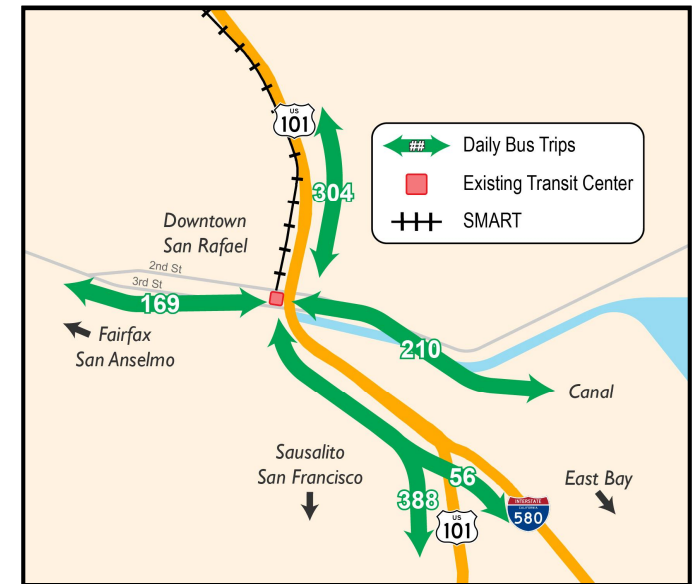 US
101
304
##
Daily Bus Trips
Existing Transit Center
SMART
Downtown
San Rafael
2nd St
3rd St
169
Fairfax
San Anselmo
210
Canal
Sausalito
San Francisco
56
388
US
101
East Bay
INTERSTATE
CALIFORNIA
580